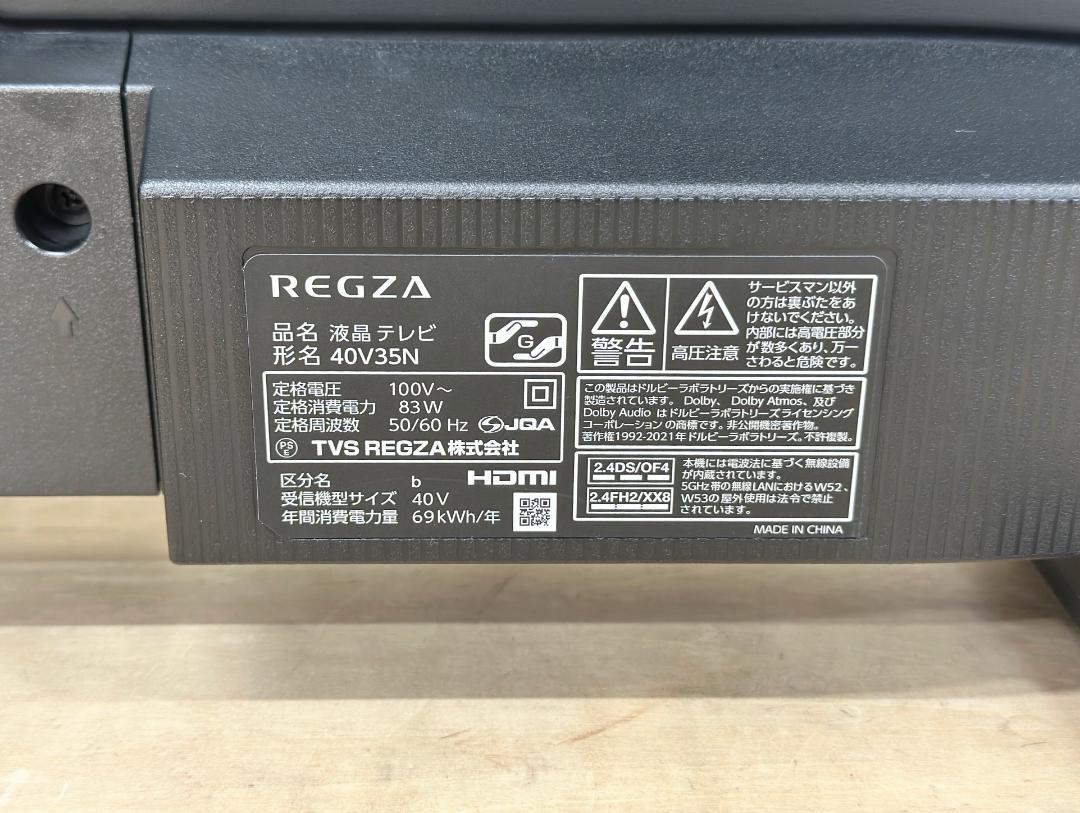 REGZA
品名 液晶テレビ
形名 40V35N
G
定格電圧 100V～
定格消費電力 83W
定格周波数 50/60 Hz JQA
PS E TVS REGZA株式会社
区分名 b HDMI
受信機型サイズ 40V
年間消費電力量 69kWh/年
警告
高圧注意
サービスマン以外
の方は裏ぶたをあ
けないでください。
内部には高電圧部分
が数多くあり、万一
さわると危険です。
この製品はドルビーラボラトリーズからの実施権に基づき
製造されています。 Dolby、 Dolby Atmos、及び
Dolby Audio はドルビーラボラトリーズライセンシング
コーポレーションの商標です。非公開機密著作物。
著作権1992-2021年ドルビーラボラトリーズ。不許複製。
2.4DS/OF4
2.4FH2/XX8
本機には電波法に基づく無線設備
が内蔵されています。
5GHz帯の無線LANにおけるW52、
W53の屋外使用は法令で禁止
されています。
MADE IN CHINA